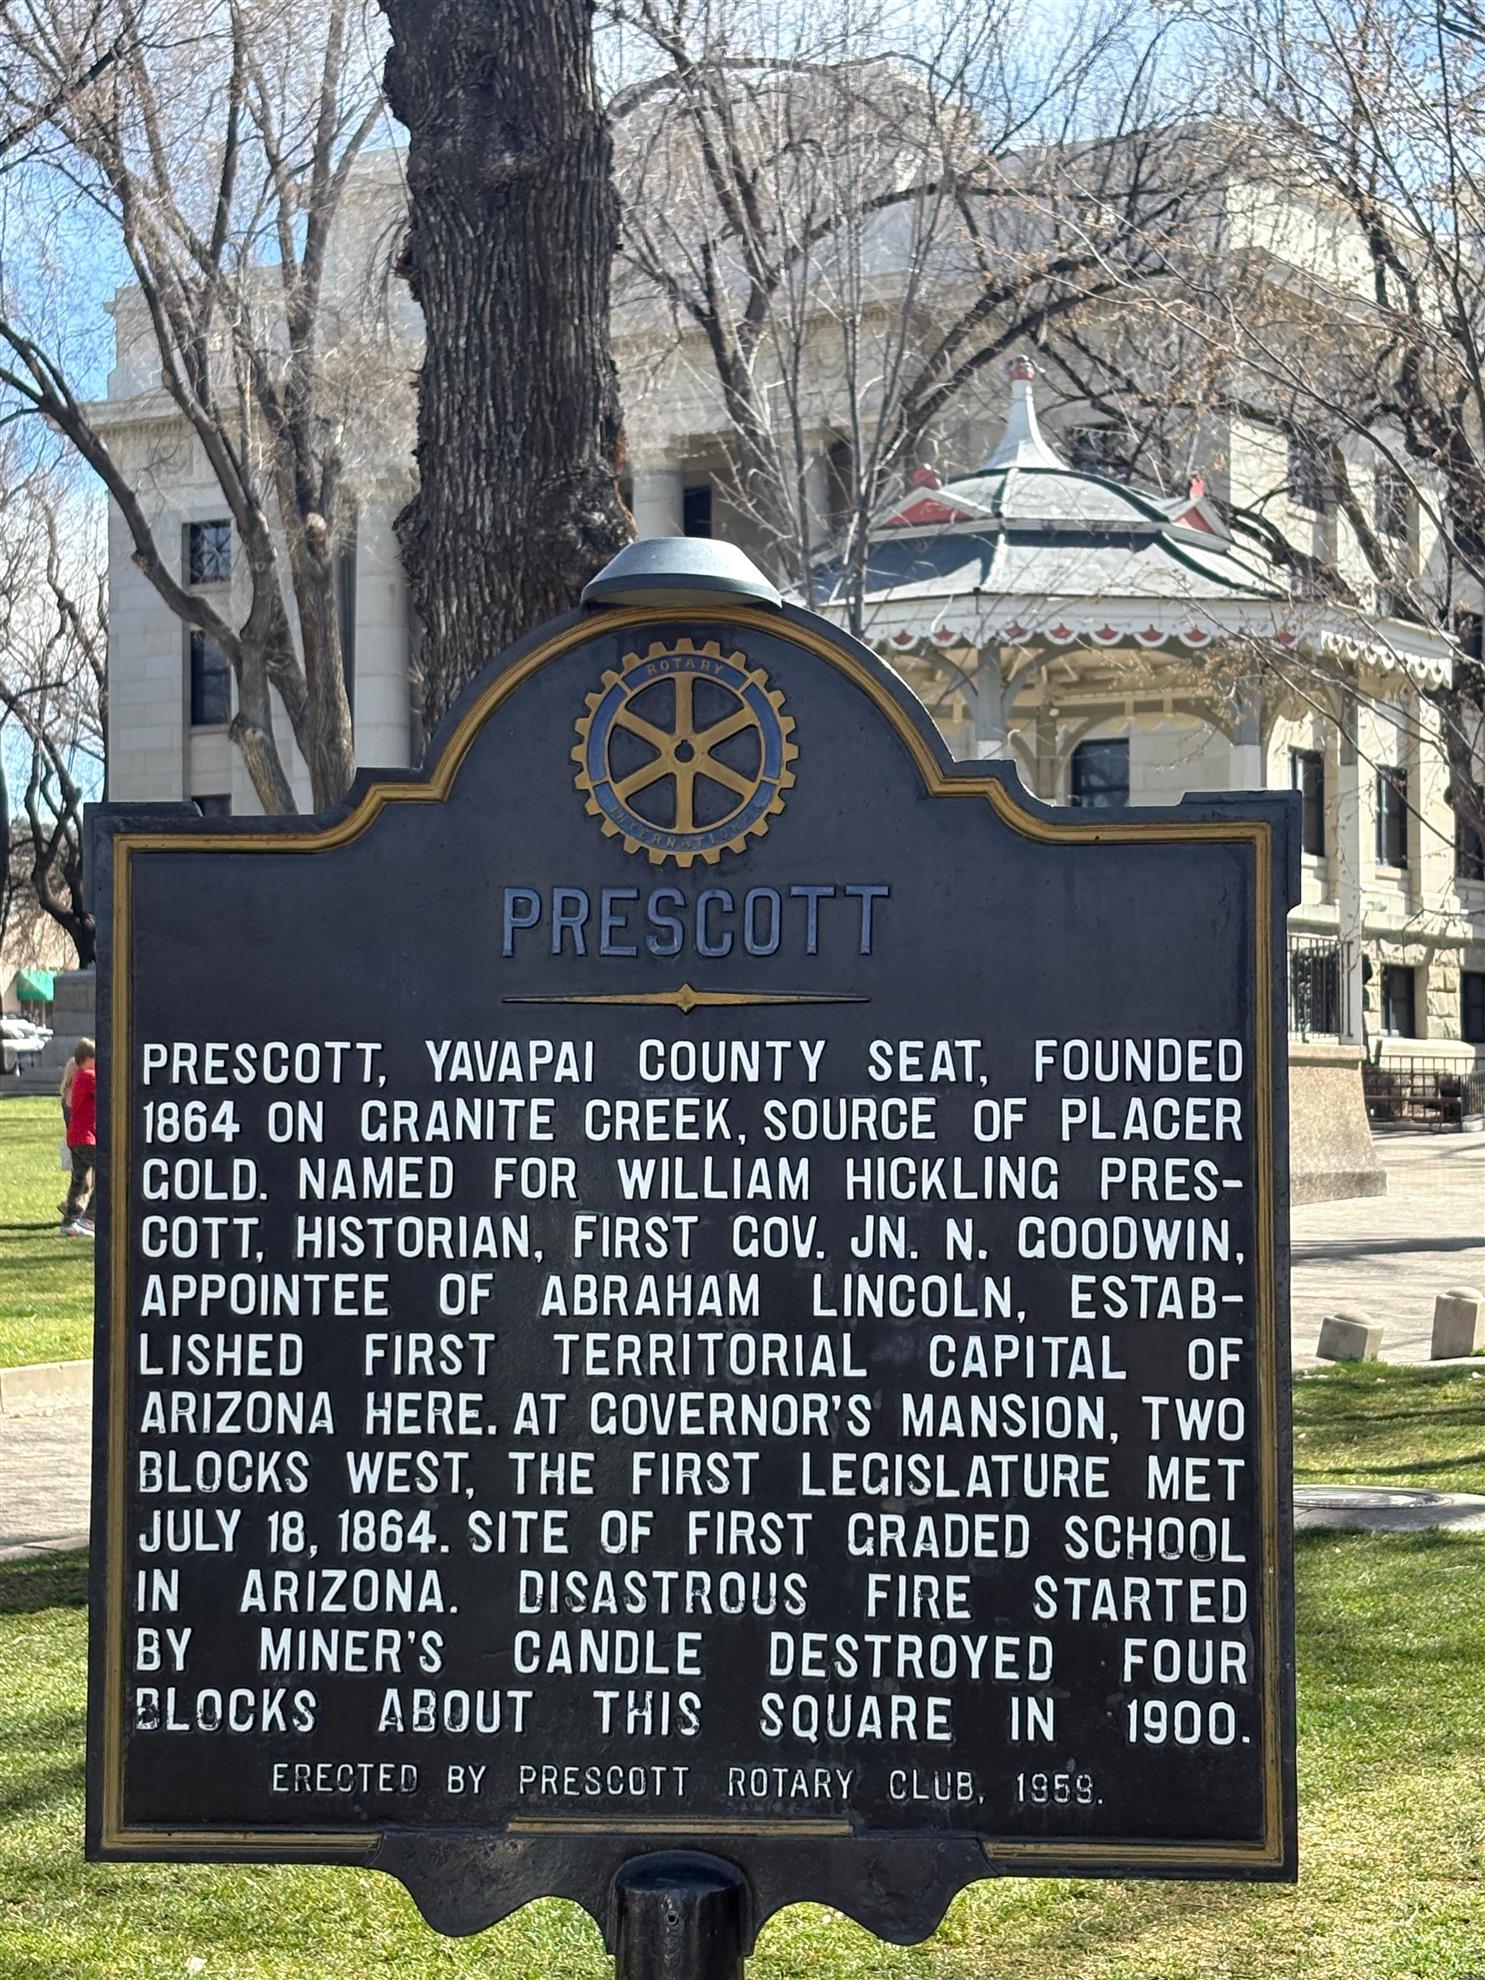 ROTARY
INTERNATIONAL
PRESCOTT
PRESCOTT, YAVAPAI COUNTY SEAT, FOUNDED
1864 ON GRANITE CREEK, SOURCE OF PLACER
GOLD. NAMED FOR WILLIAM HICKLING PRES-
COTT, HISTORIAN, FIRST GOV. JN. N. GOODWIN,
APPOINTEE OF ABRAHAM LINCOLN, ESTAB-
LISHED FIRST TERRITORIAL CAPITAL OF
ARIZONA HERE. AT GOVERNOR'S MANSION, TWO
BLOCKS WEST, THE FIRST LEGISLATURE MET
JULY 18, 1864. SITE OF FIRST GRADED SCHOOL
IN ARIZONA. DISASTROUS FIRE STARTED
BY MINER'S CANDLE DESTROYED FOUR
BLOCKS ABOUT THIS SQUARE IN 1900.
ERECTED BY PRESCOTT ROTARY CLUB,